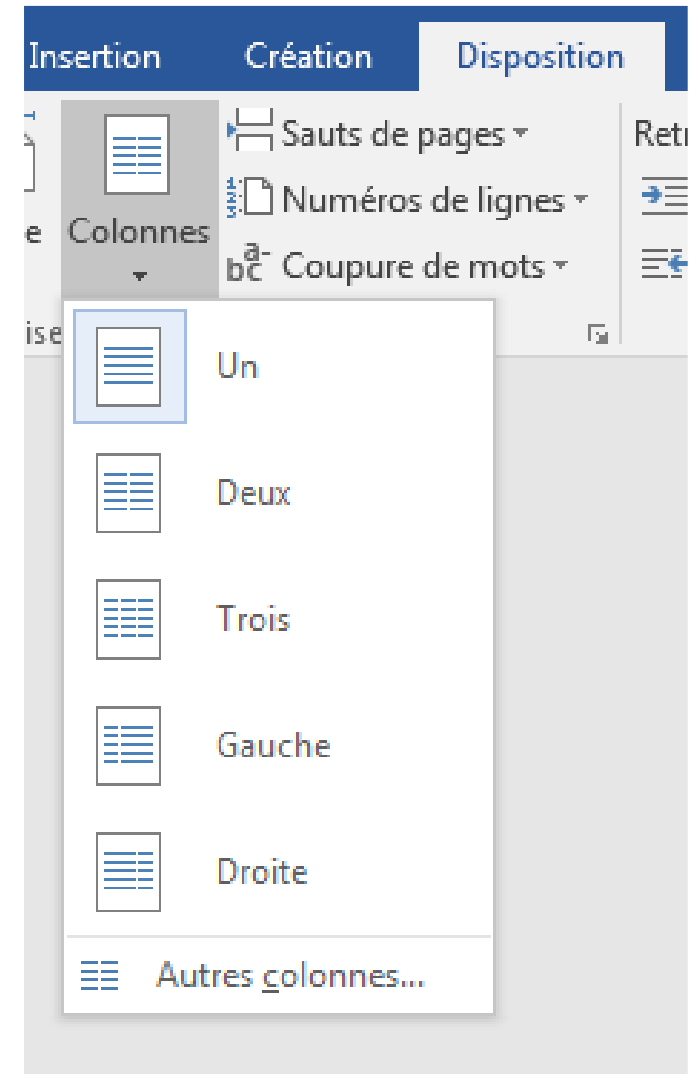 Insertion Création Disposition
Sauts de pages
Numéros de lignes
Colonnes
Coupure de mots
Un
Deux
Trois
Gauche
Droite
Autres colonnes...